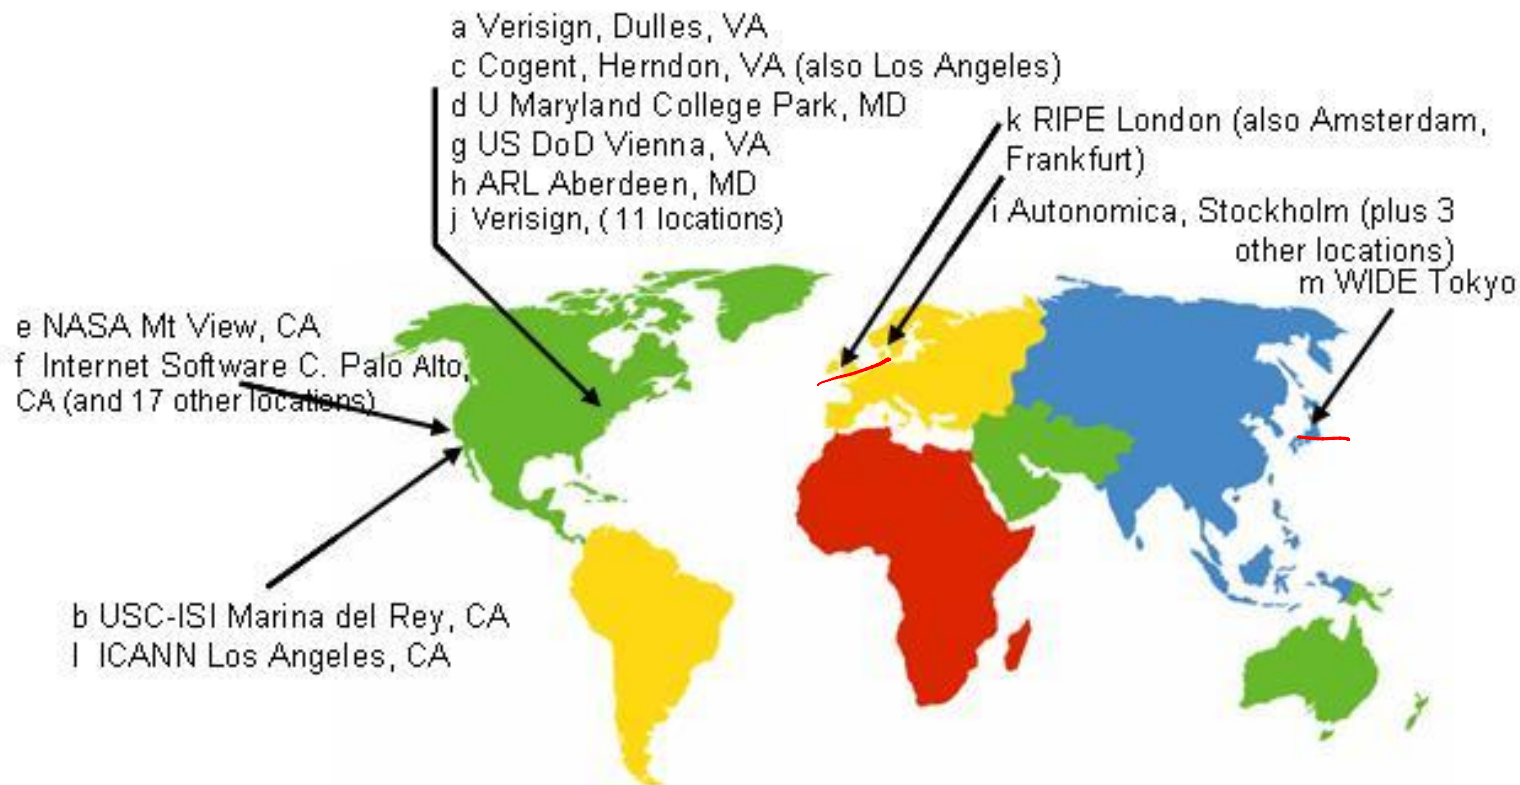 a Verisign, Dulles, VA
c Cogent, Herndon, VA (also Los Angeles)
d U Maryland College Park, MD
g US DoD Vienna, VA
h ARL Aberdeen, MD
j Verisign, ( 11 locations)
k RIPE London (also Amsterdam,
Frankfurt)
i Autonomica, Stockholm (plus 3
other locations)
m WIDE Tokyo
e NASA Mt View, CA
f Internet Software C. Palo Alto,
CA (and 17 other locations)
b USC-ISI Marina del Rey, CA
l ICANN Los Angeles, CA